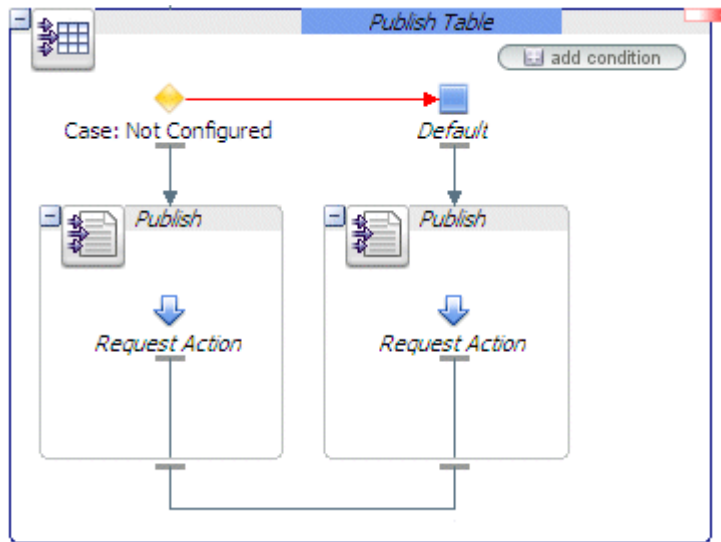 Publish Table
add condition
Case: Not Configured
Default
Publish
Publish
Request Action
Request Action